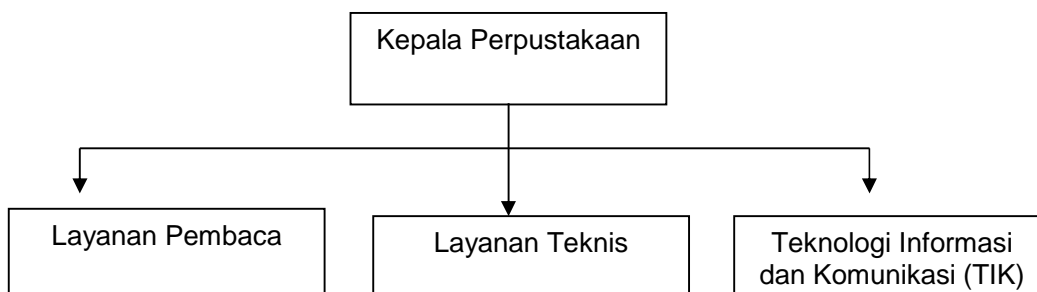 Kepala Perpustakaan
Layanan Pembaca
Layanan Teknis
Teknologi Informasi
dan Komunikasi (TIK)